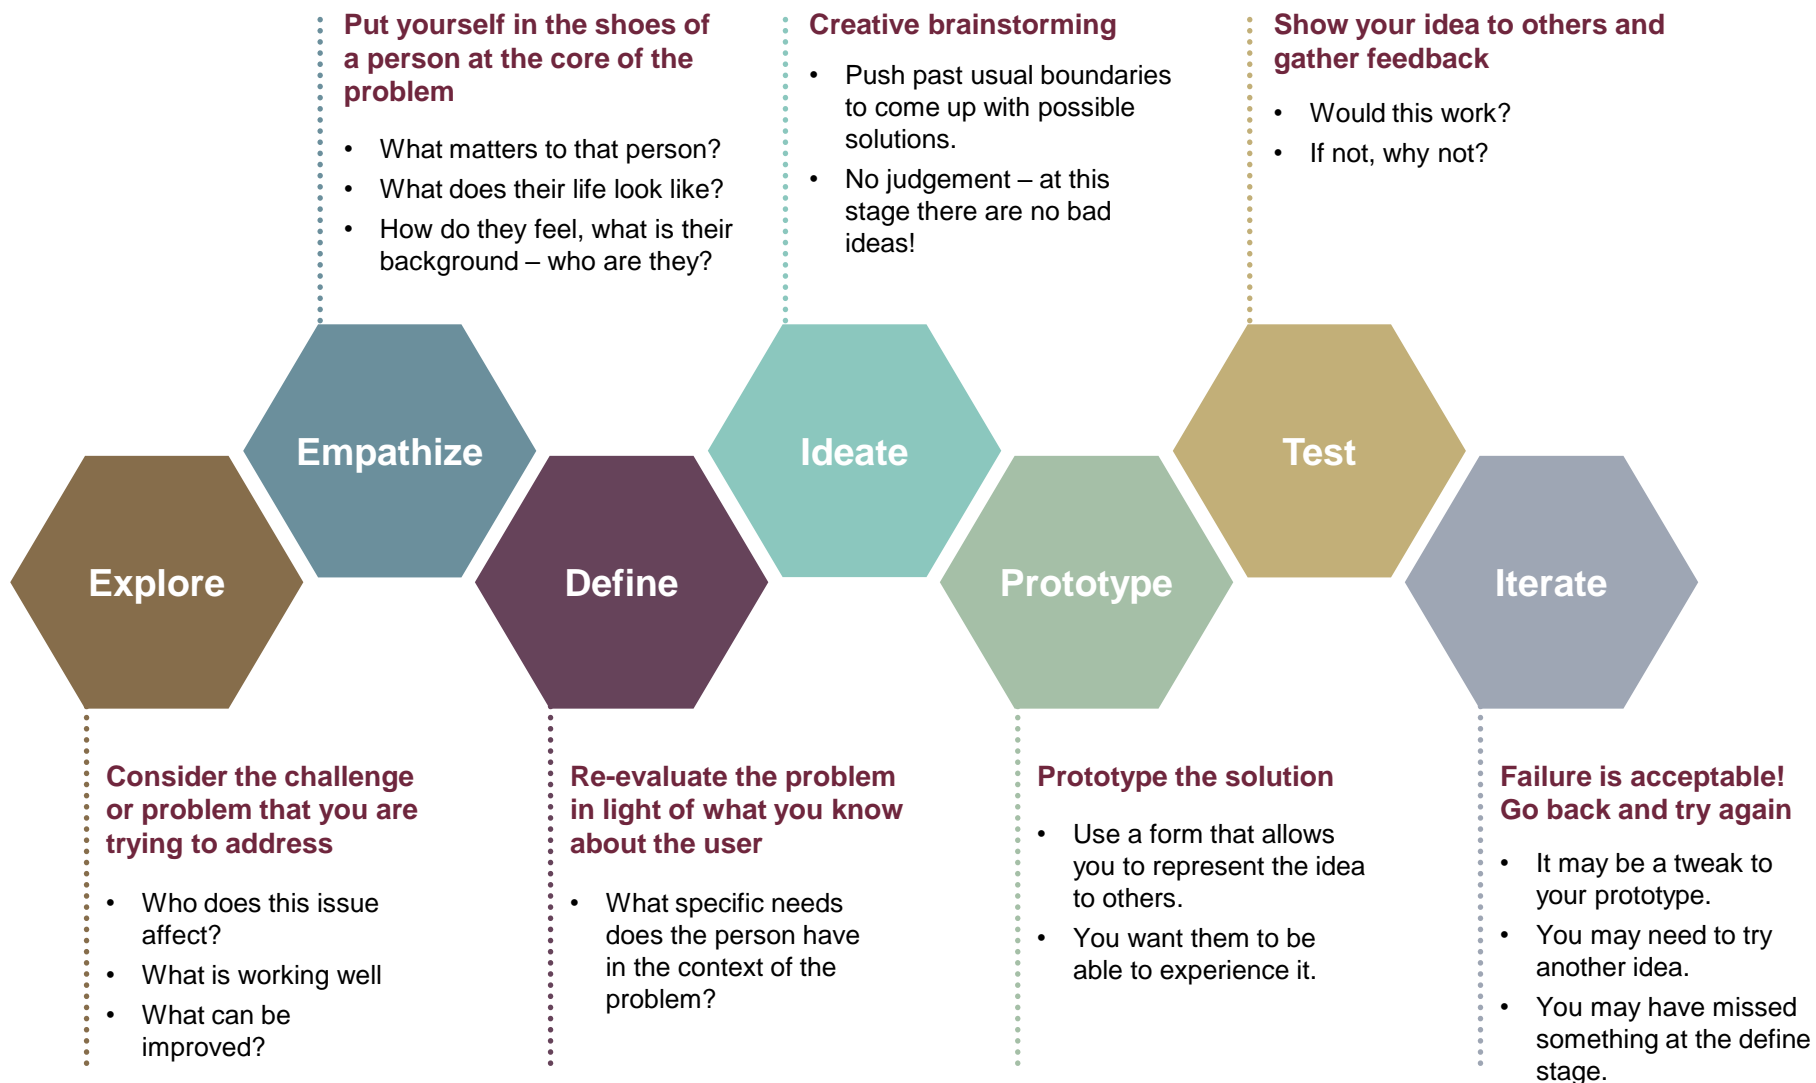 Put yourself in the shoes of
a person at the core of the
problem
• What matters to that person?
• What does their life look like?
• How do they feel, what is their
background – who are they?
Creative brainstorming
• Push past usual boundaries
to come up with possible
solutions.
• No judgement – at this
stage there are no bad
ideas!
Show your idea to others and
gather feedback
• Would this work?
• If not, why not?
Explore
Empathize
Define
Ideate
Prototype
Test
Iterate
Consider the challenge
or problem that you are
trying to address
• Who does this issue
affect?
• What is working well
• What can be
improved?
Re-evaluate the problem
in light of what you know
about the user
• What specific needs
does the person have
in the context of the
problem?
Prototype the solution
• Use a form that allows
you to represent the idea
to others.
• You want them to be
able to experience it.
Failure is acceptable!
Go back and try again
• It may be a tweak to
your prototype.
• You may need to try
another idea.
• You may have missed
something at the define
stage.